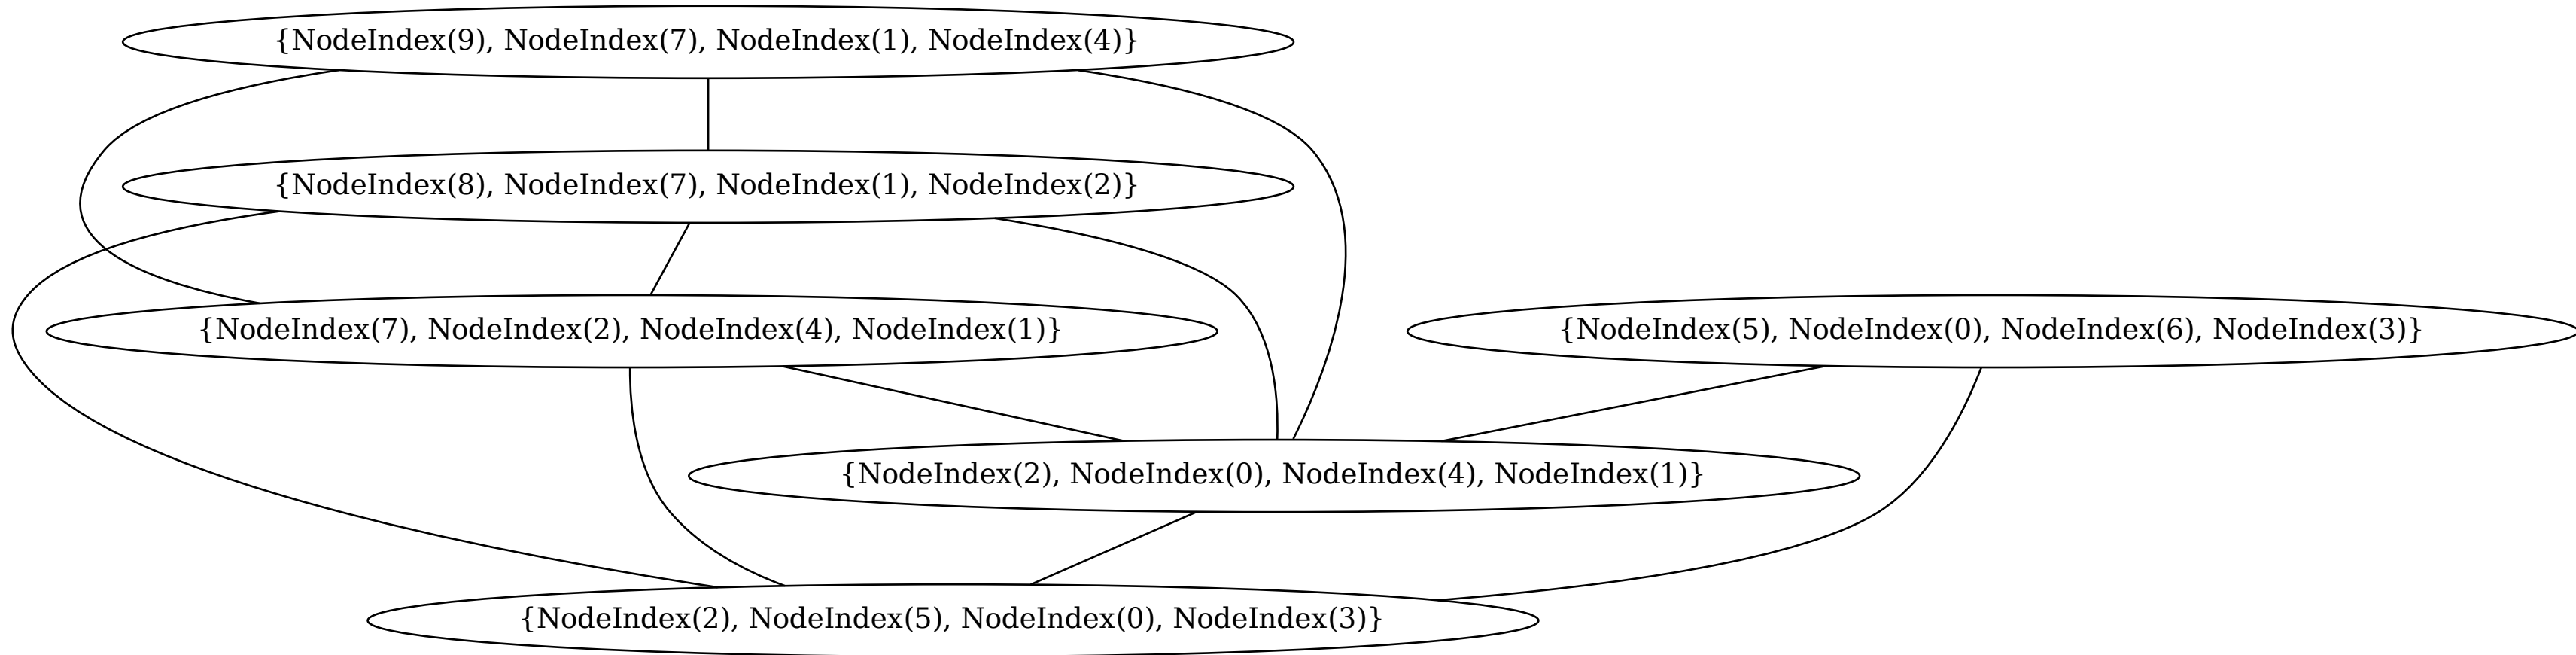 {NodeIndex(9), NodeIndex(7), NodeIndex(1), NodeIndex(4)}
{NodeIndex(8), NodeIndex(7), NodeIndex(1), NodeIndex(2)}
{NodeIndex(7), NodeIndex(2), NodeIndex(4), NodeIndex(1)}
{NodeIndex(5), NodeIndex(0), NodeIndex(6), NodeIndex(3)}
{NodeIndex(2), NodeIndex(0), NodeIndex(4), NodeIndex(1)}
{NodeIndex(2), NodeIndex(5), NodeIndex(0), NodeIndex(3)}